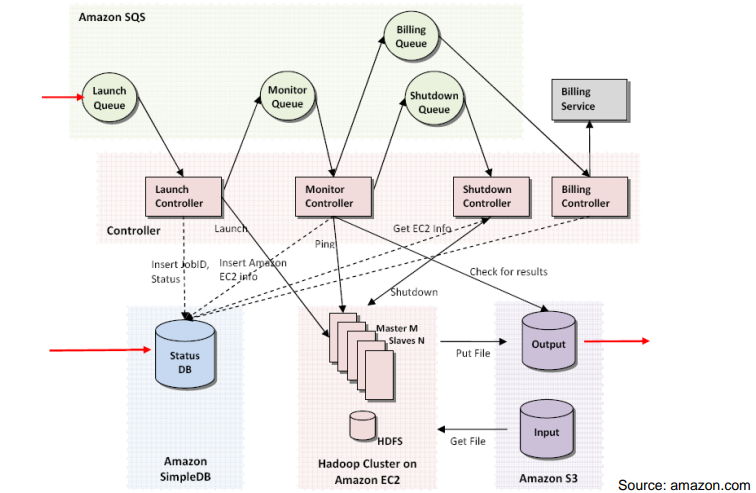 Amazon SQS
Billing
Queue
Launch
Queue
Monitor
Queue
Shutdown
Queue
Billing
Service
Launch
Controller
Monitor
Controller
Shutdown
Controller
Billing
Controller
Controller
Launch
Get EC2 Info
Ping
Insert JobID,
Status
Insert Amazon
EC2 info
Check for results
Shutdown
Master M
Slaves N
Status
DB
Output
Put File
Input
HDFS
Get File
Amazon
SimpleDB
Hadoop Cluster on
Amazon EC2
Amazon S3
Source: amazon.com